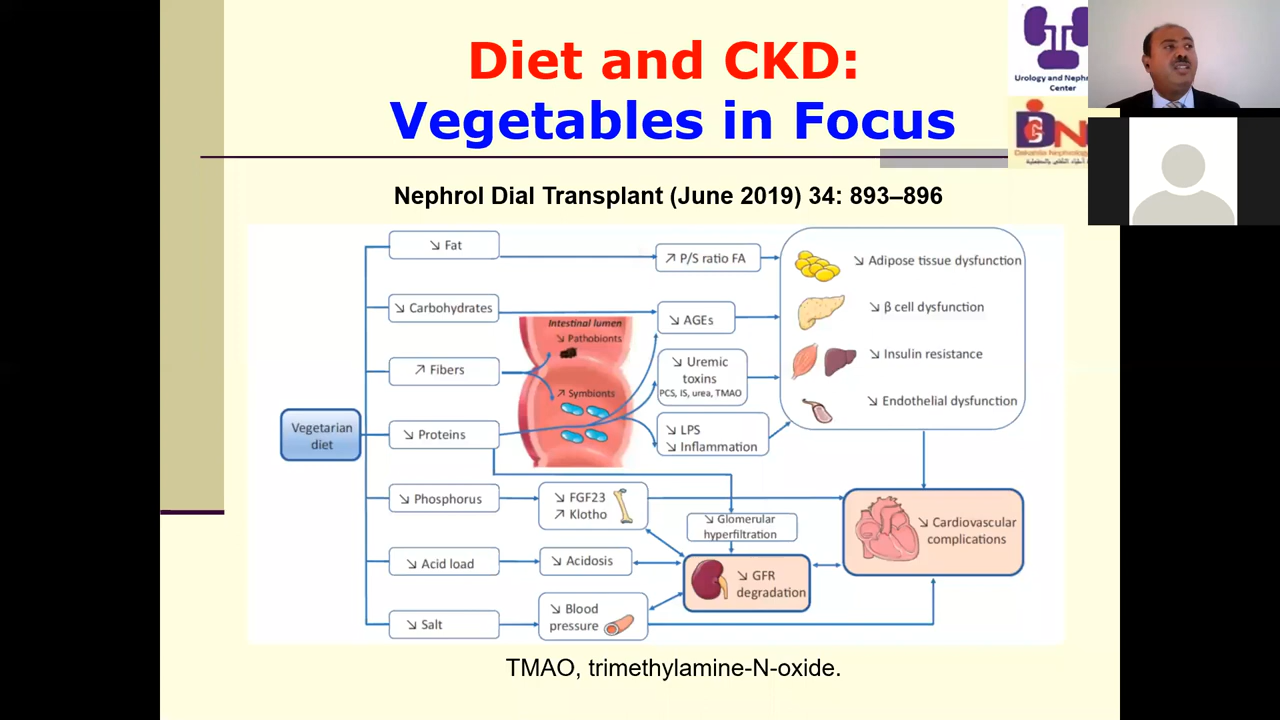 Diet and CKD:
Vegetables in Focus
Urology and Nephr
Center
Nephrol Dial Transplant (June 2019) 34: 893–896
Vegetarian
diet
↘ Fat
↘ Carbohydrates
↗ Fibers
↘ Proteins
↘ Phosphorus
↘ Acid load
↘ Salt
Intestinal lumen
↘ Pathobionts
↗ Symbionts
↘ FGF23
↗ Klotho
↘ Acidosis
↘ Blood
pressure
↗ P/S ratio FA
↘ AGEs
↘ Uremic
toxins
PCS, IS, urea, TMAO
↘ LPS
↘ Inflammation
↘ Glomerular
hyperfiltration
↘ GFR
degradation
↘ Adipose tissue dysfunction
↘ β cell dysfunction
↘ Insulin resistance
↘ Endothelial dysfunction
↘ Cardiovascular
complications
TMAO, trimethylamine-N-oxide.